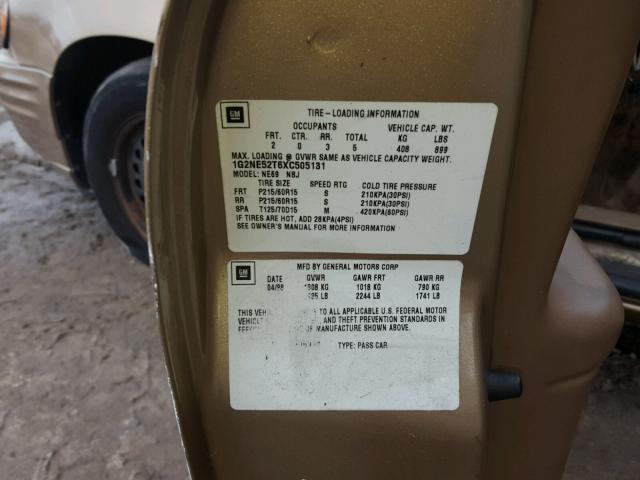 GM
TIRE-LOADING INFORMATION
OCCUPANTS VEHICLE CAP. WT.
FRT. CTR. RR. TOTAL KG LBS
2 0 3 5 408 899
MAX. LOADING @ GVWR SAME AS VEHICLE CAPACITY WEIGHT.
1G2NE52T6XC505131
MODEL: NE69 NBJ
TIRE SIZE SPEED RTG COLD TIRE PRESSURE
FRT P215/60R15 S 210KPA(30PSI)
RR P215/60R15 S 210KPA(30PSI)
SPA T125/70D15 M 420KPA(60PSI)
IF TIRES ARE HOT, ADD 28KPA(4PSI)
SEE OWNER'S MANUAL FOR MORE INFORMATION
GM
MFD BY GENERAL MOTORS CORP
DATE GVWR GAWR FRT GAWR RR
04/98 KG 1018 KG 790 KG
LB 2244 LB 1741 LB
THIS TO ALL APPLICABLE U.S. FEDERAL MOTOR
VEHICLE AND THEFT PREVENTION STANDARDS IN
OF MANUFACTURE SHOWN ABOVE.
TYPE: PASS CAR